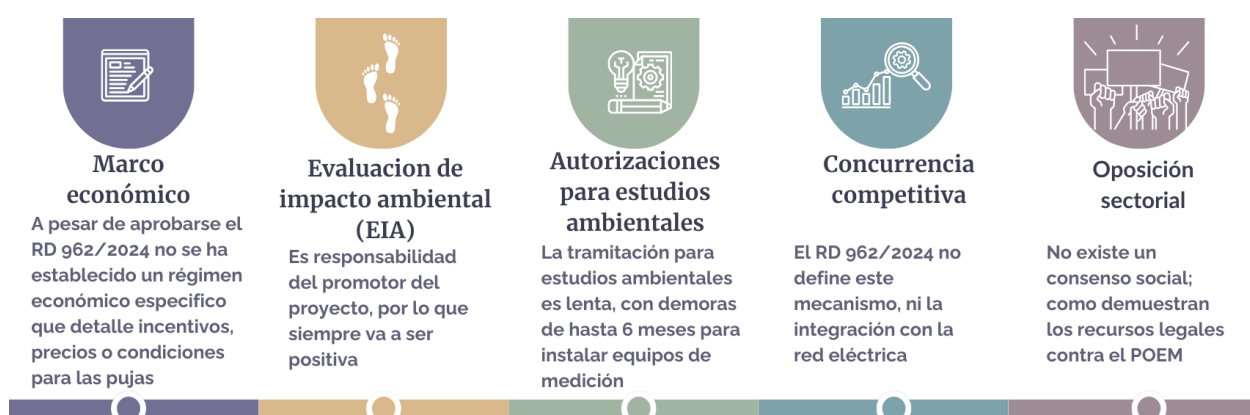 Marco
económico
A pesar de aprobarse el
RD 962/2024 no se ha
establecido un régimen
económico especifico
que detalle incentivos,
precios o condiciones
para las pujas
Evaluacion de
impacto ambiental
(EIA)
Es responsabilidad
del promotor del
proyecto, por lo que
siempre va a ser
positiva
Autorizaciones
para estudios
ambientales
La tramitación para
estudios ambientales
es lenta, con demoras
de hasta 6 meses para
instalar equipos de
medición
Concurrencia
competitiva
El RD 962/2024 no
define este
mecanismo, ni la
integración con la
red eléctrica
Oposición
sectorial
No existe un
consenso social;
como demuestran
los recursos legales
contra el POEM